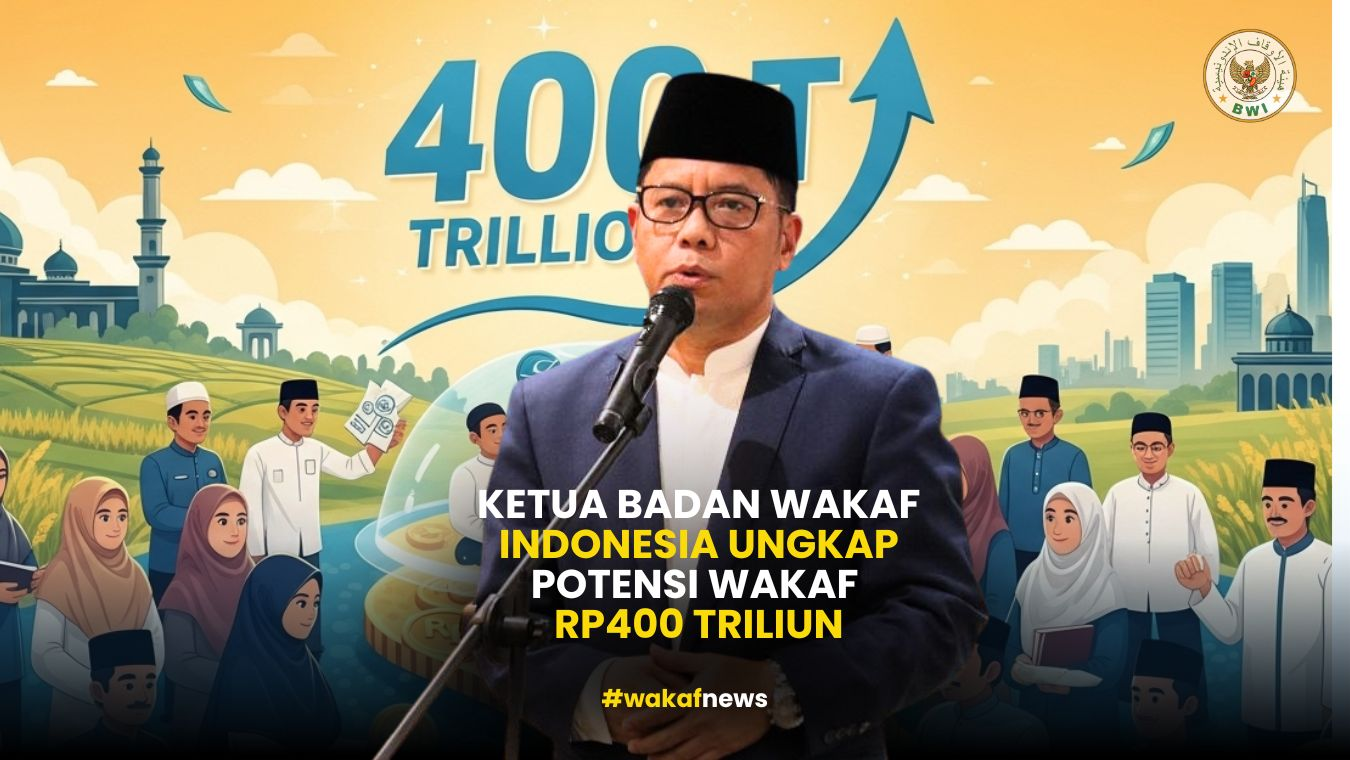 400 T
TRILLIO
BWI
KETUA BADAN WAKAF
INDONESIA UNGKAP
POTENSI WAKAF
RP400 TRILIUN
#wakafnews